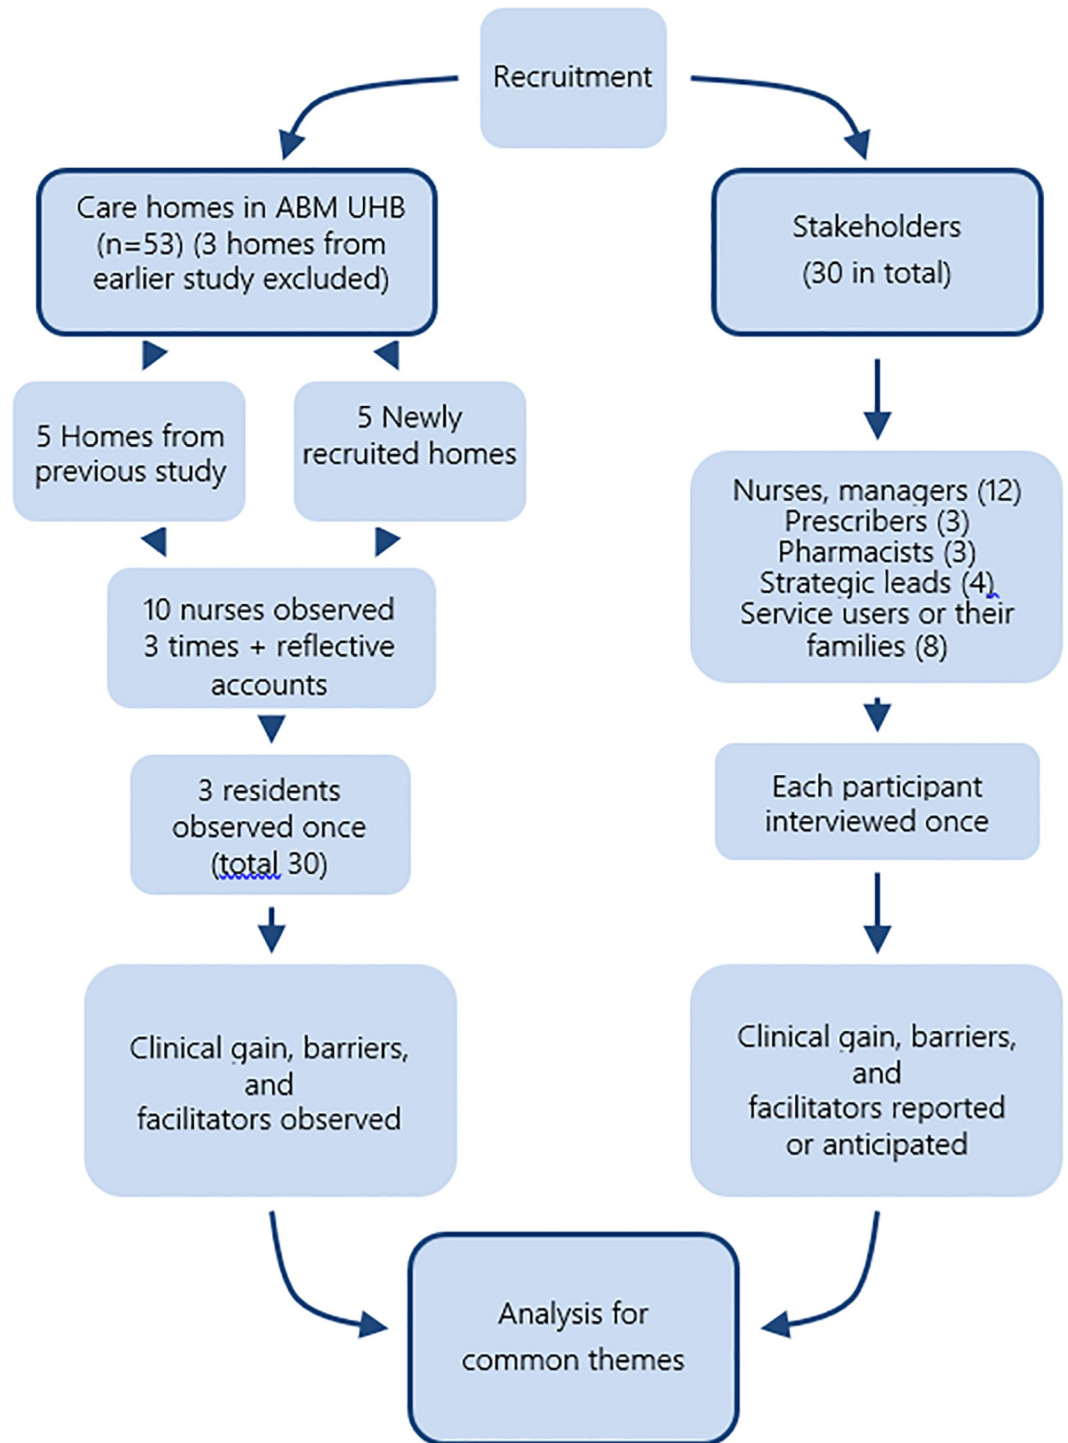 Recruitment
Care homes in ABM UHB
(n=53) (3 homes from
earlier study excluded)
Stakeholders
(30 in total)
5 Homes from
previous study
5 Newly
recruited homes
10 nurses observed
3 times + reflective
accounts
3 residents
observed once
(total 30)
Clinical gain, barriers,
and
facilitators observed
Nurses, managers (12)
Prescribers (3)
Pharmacists (3)
Strategic leads (4)
Service users or their
families (8)
Each participant
interviewed once
Clinical gain, barriers,
and
facilitators reported
or anticipated
Analysis for
common themes